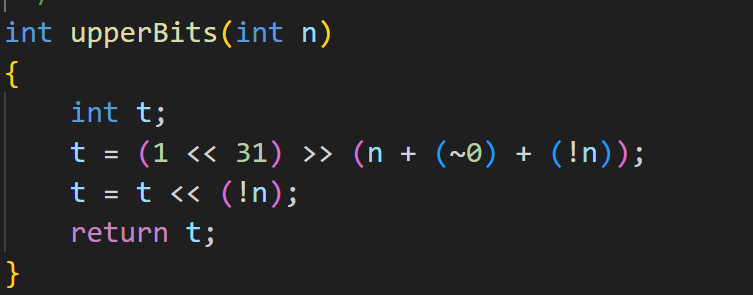 int upperBits(int n)
{
    int t;
    t = (1 << 31) >> (n + (~0) + (!n));
    t = t << (!n);
    return t;
}